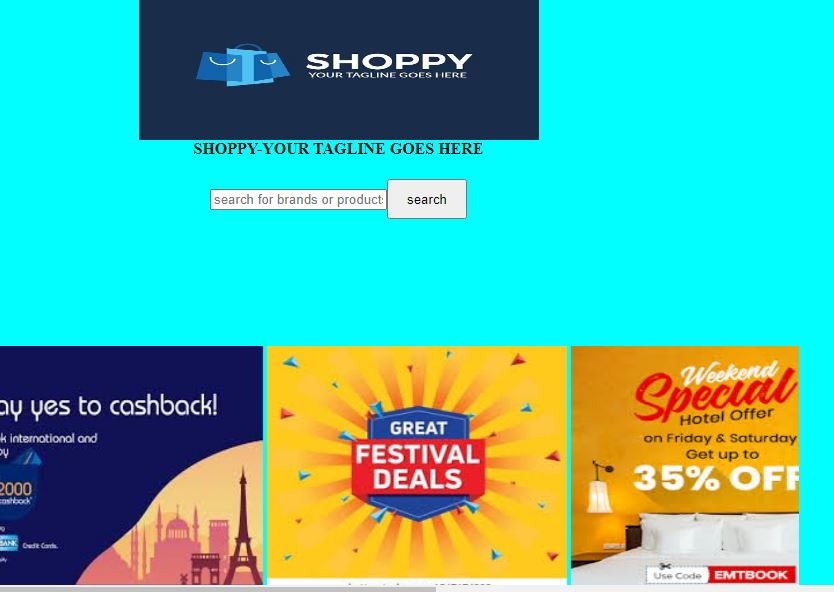 SHOPPY
YOUR TAGLINE GOES HERE
SHOPPY-YOUR TAGLINE GOES HERE
search for brands or product
search
ay yes to cashback!
k international and
by
2000
cashback*
BANK Credit Cards.
GREAT
FESTIVAL
DEALS
Weekend
Special
Hotel Offer
on Friday & Saturday
Get up to
35% OFF
Use Code EMTBOOK